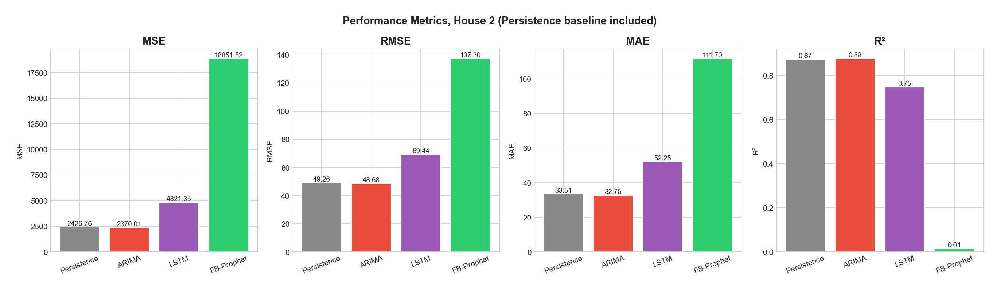 Performance Metrics, House 2 (Persistence baseline included)
MSE
MSE
17500
15000
12500
10000
7500
5000
2500
0
2426.76
2370.01
4821.35
18851.52
Persistence
ARIMA
LSTM
FB-Prophet
RMSE
RMSE
140
120
100
80
60
40
20
0
49.26
48.68
69.44
137.30
Persistence
ARIMA
LSTM
FB-Prophet
MAE
MAE
100
80
60
40
20
0
33.51
32.75
52.25
111.70
Persistence
ARIMA
LSTM
FB-Prophet
R²
R²
0.8
0.6
0.4
0.2
0.0
0.87
0.88
0.75
0.01
Persistence
ARIMA
LSTM
FB-Prophet